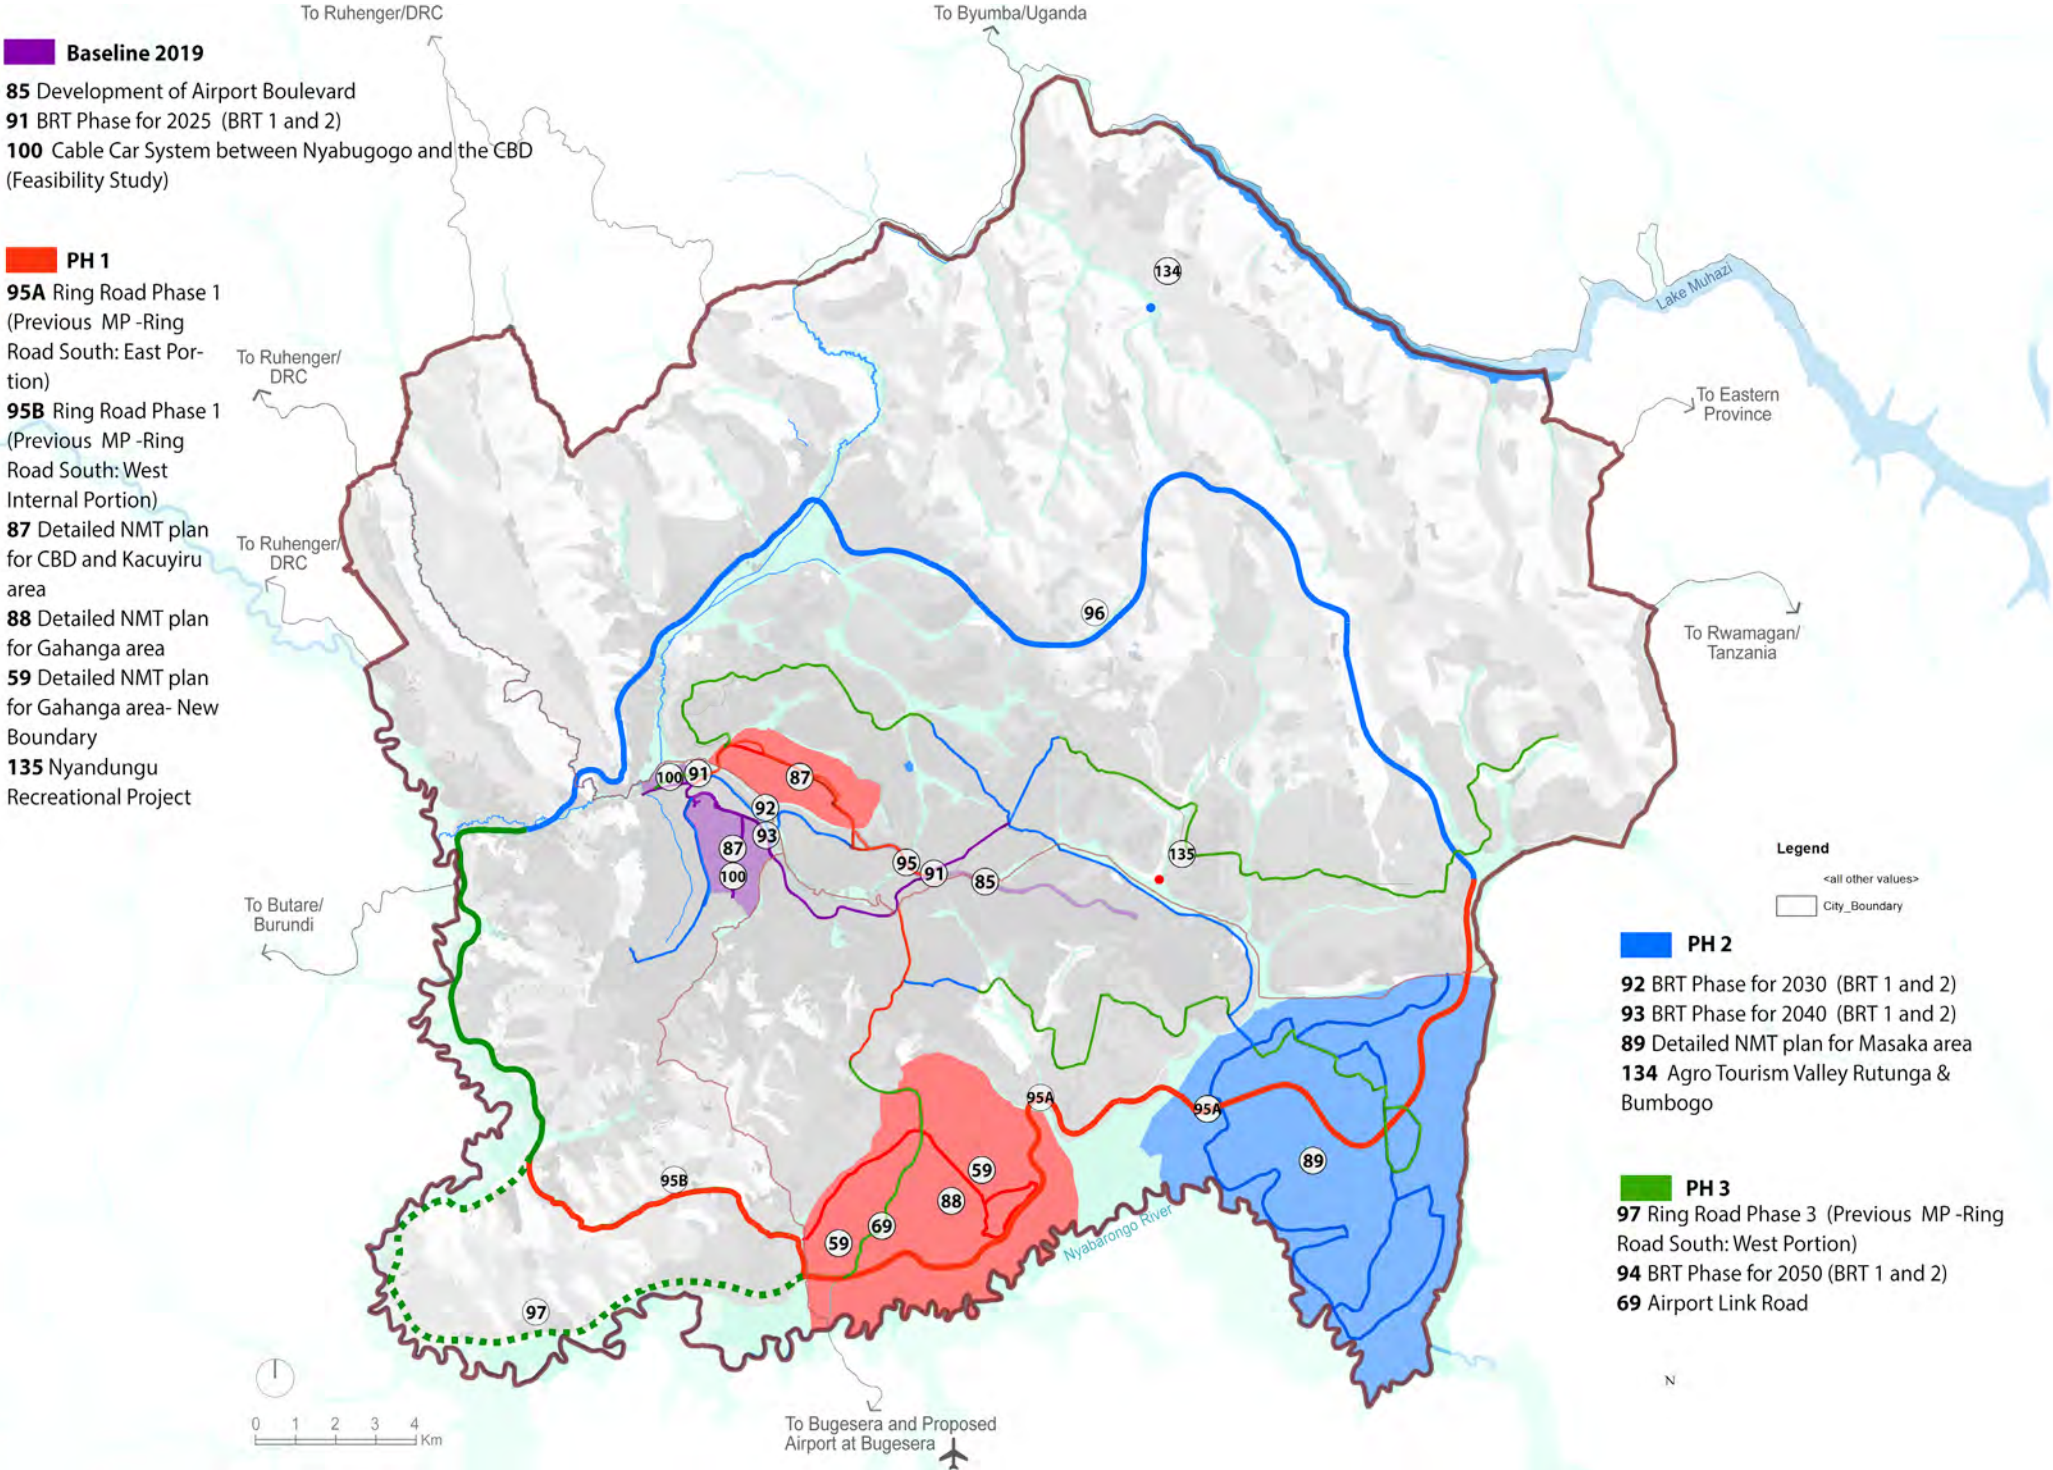 To Ruhenger/DRC
To Byumba/Uganda
Baseline 2019
85 Development of Airport Boulevard
91 BRT Phase for 2025 (BRT 1 and 2)
100 Cable Car System between Nyabugogo and the CBD
(Feasibility Study)
PH 1
95A Ring Road Phase 1
(Previous MP -Ring
Road South: East Por-
tion)
95B Ring Road Phase 1
(Previous MP -Ring
Road South: West
Internal Portion)
87 Detailed NMT plan
for CBD and Kacuyiru
area
88 Detailed NMT plan
for Gahanga area
59 Detailed NMT plan
for Gahanga area- New
Boundary
135 Nyandungu
Recreational Project
To Ruhenger/
DRC
To Ruhenger/
DRC
To Butare/
Burundi
134
Lake Muhazi
To Eastern
Province
To Rwamagan/
Tanzania
96
100
91
87
92
93
87
100
95
91
85
135
95A
95A
95B
59
88
69
59
89
97
Nyabarongo River
Legend
<all other values>
City_Boundary
PH 2
92 BRT Phase for 2030 (BRT 1 and 2)
93 BRT Phase for 2040 (BRT 1 and 2)
89 Detailed NMT plan for Masaka area
134 Agro Tourism Valley Rutunga &
Bumbogo
PH 3
97 Ring Road Phase 3 (Previous MP -Ring
Road South: West Portion)
94 BRT Phase for 2050 (BRT 1 and 2)
69 Airport Link Road
N
0 1 2 3 4
Km
To Bugesera and Proposed
Airport at Bugesera